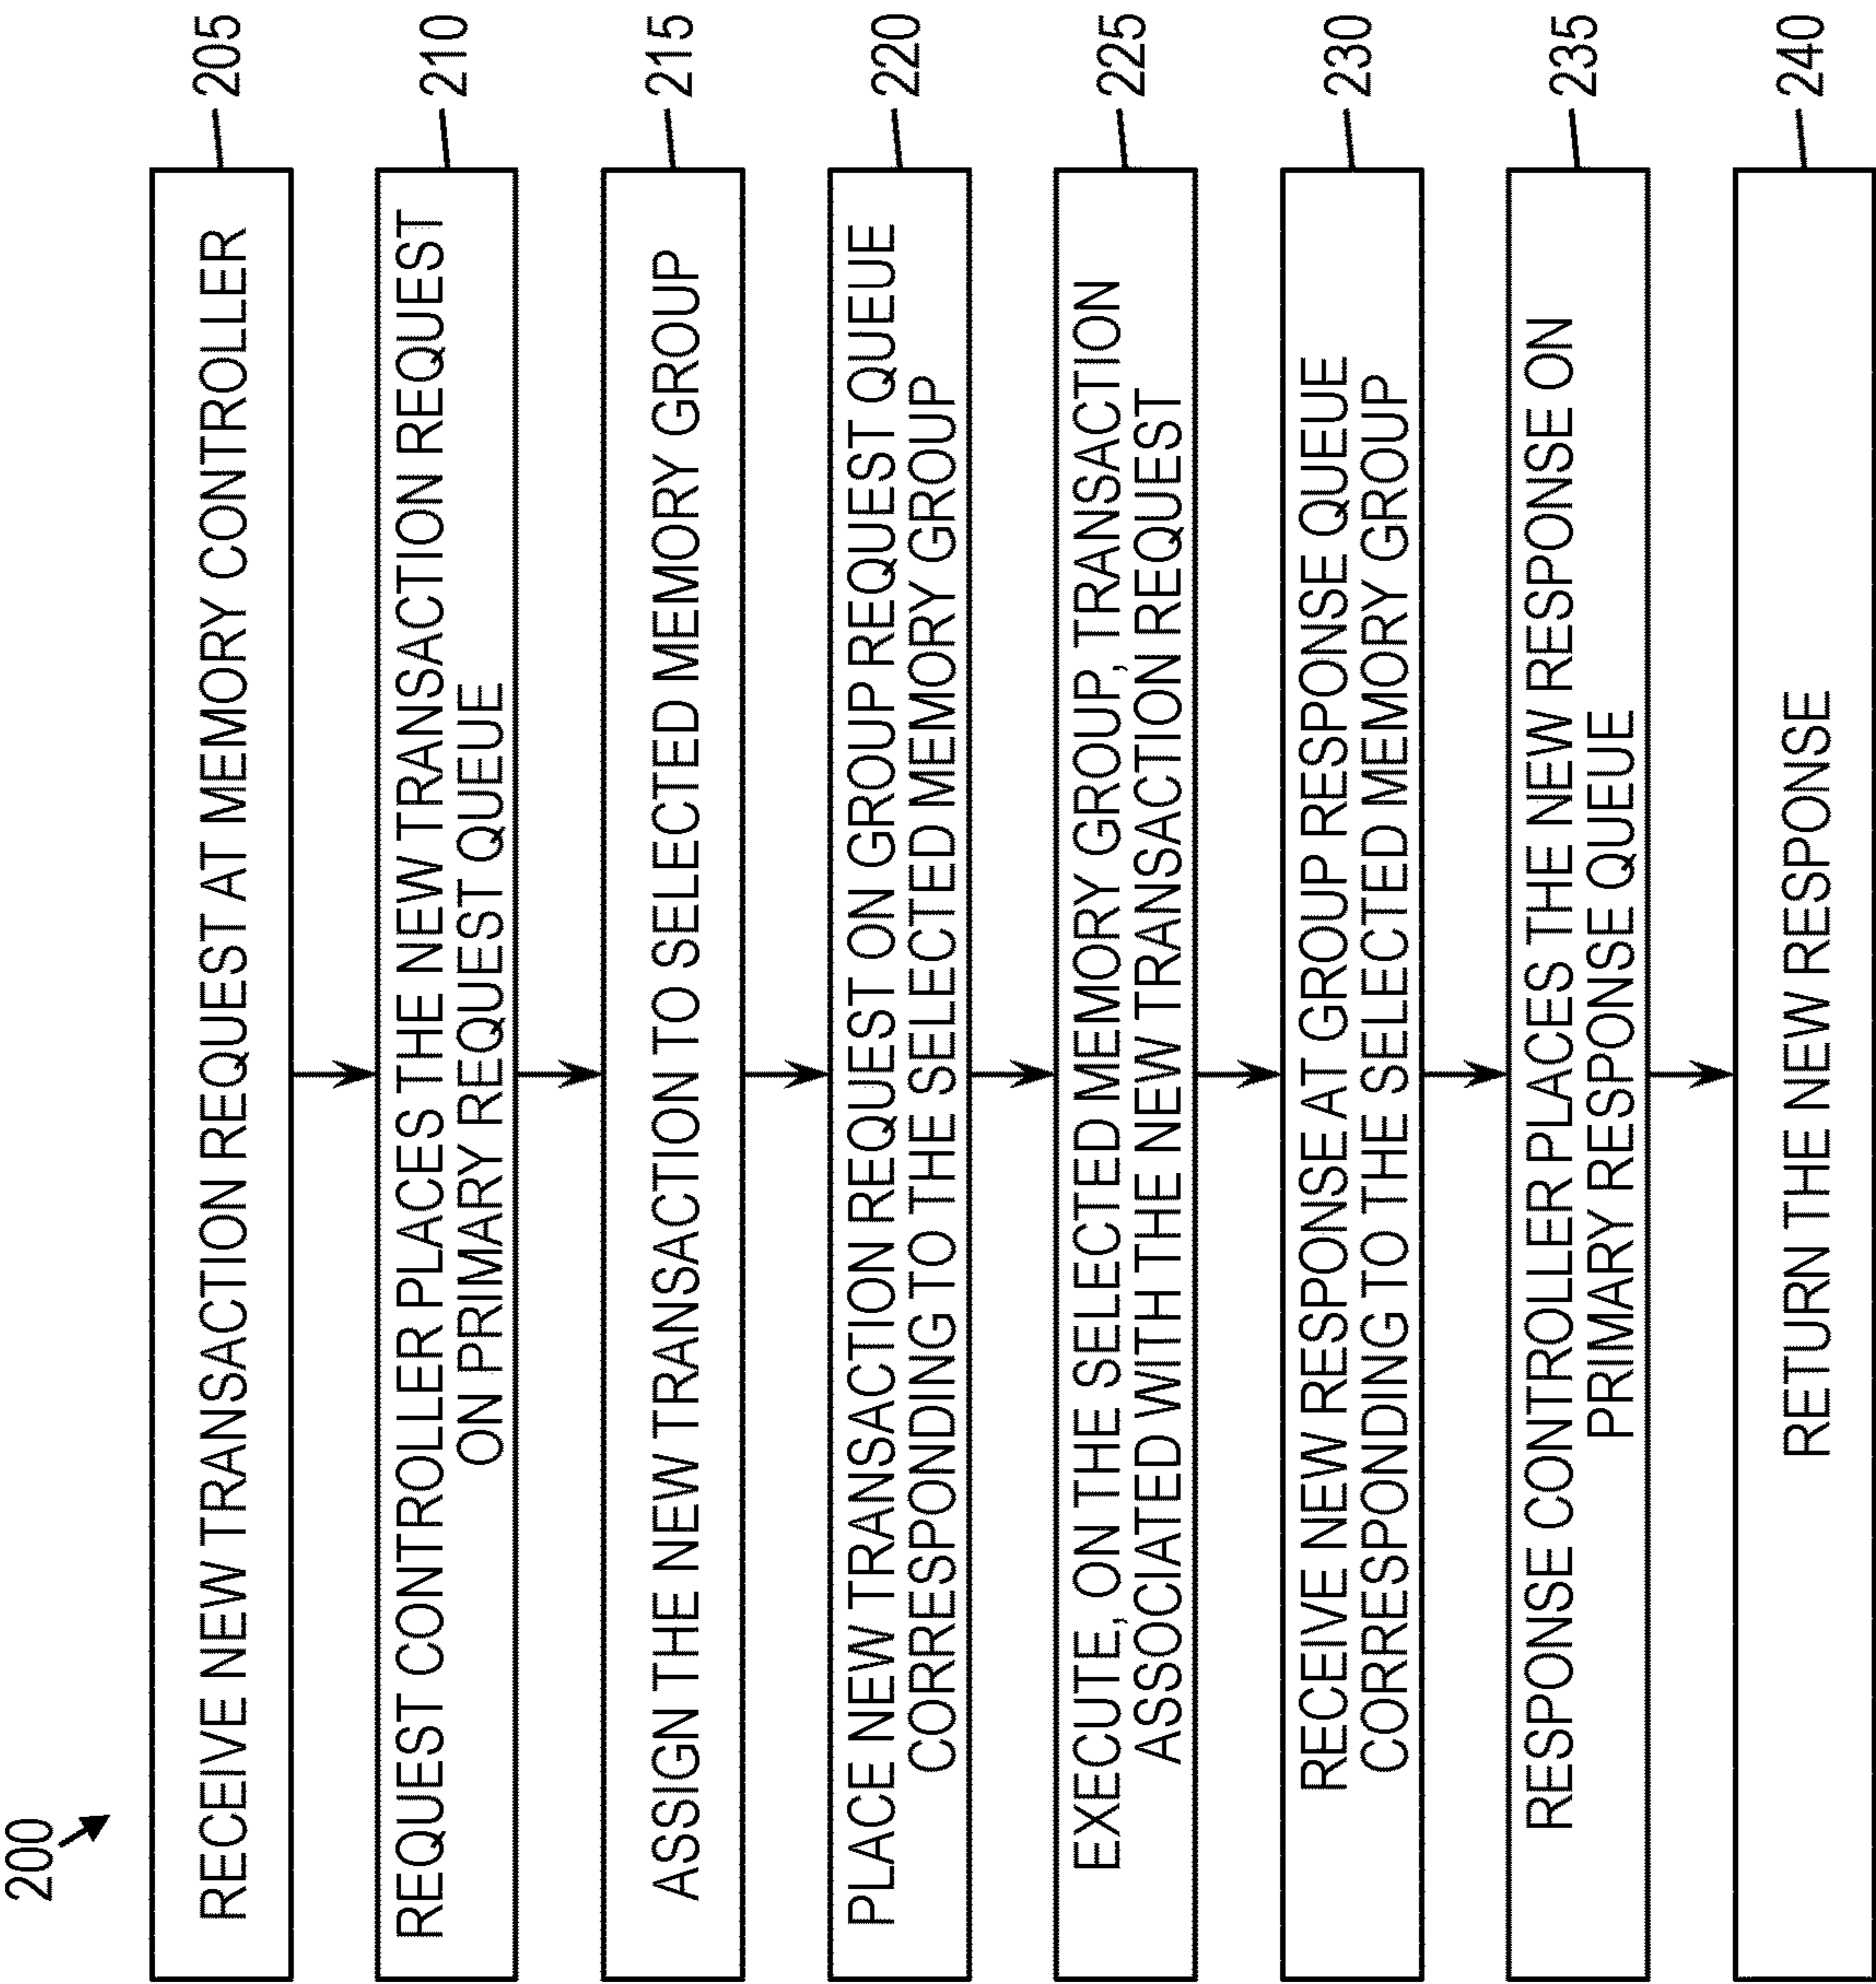 200
RECEIVE NEW TRANSACTION REQUEST AT MEMORY CONTROLLER
205
REQUEST CONTROLLER PLACES THE NEW TRANSACTION REQUEST
ON PRIMARY REQUEST QUEUE
210
ASSIGN THE NEW TRANSACTION TO SELECTED MEMORY GROUP
215
PLACE NEW TRANSACTION REQUEST ON GROUP REQUEST QUEUE
CORRESPONDING TO THE SELECTED MEMORY GROUP
220
EXECUTE, ON THE SELECTED MEMORY GROUP, TRANSACTION
ASSOCIATED WITH THE NEW TRANSACTION REQUEST
225
RECEIVE NEW RESPONSE AT GROUP RESPONSE QUEUE
CORRESPONDING TO THE SELECTED MEMORY GROUP
230
RESPONSE CONTROLLER PLACES THE NEW RESPONSE ON
PRIMARY RESPONSE QUEUE
235
RETURN THE NEW RESPONSE
240